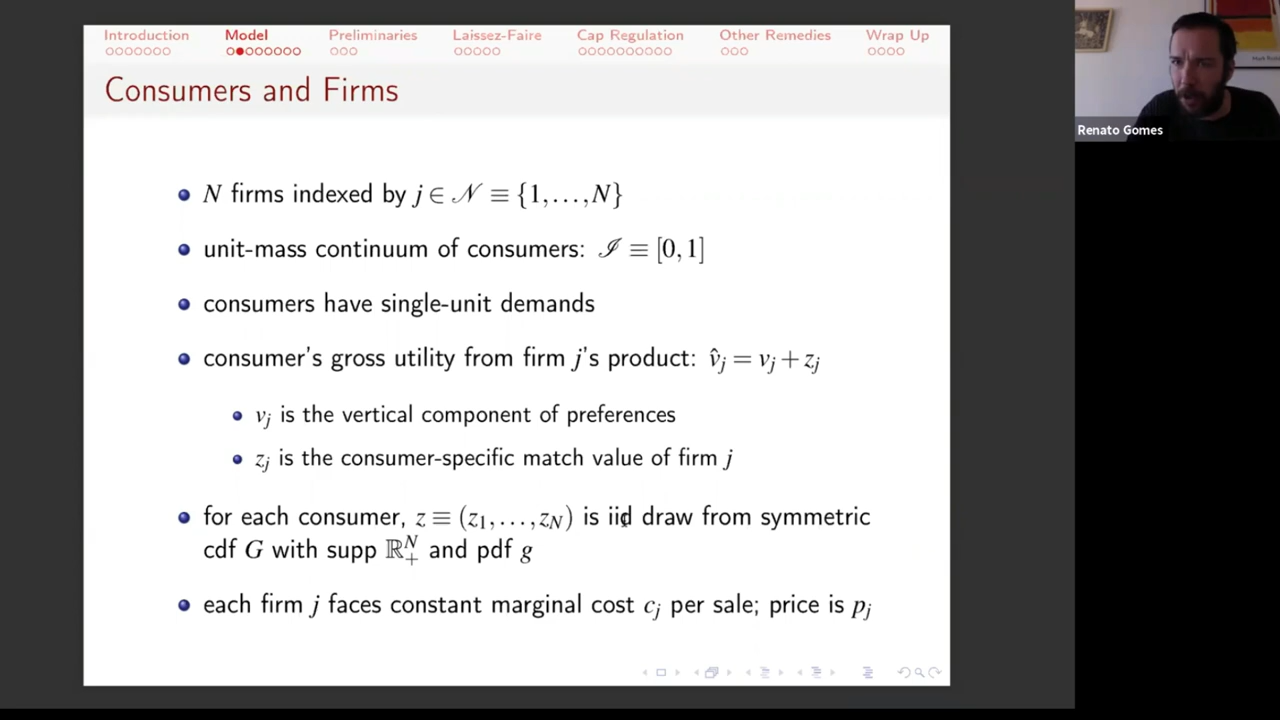 Introduction Model Preliminaries Laissez-Faire Cap Regulation Other Remedies Wrap Up
Consumers and Firms
N firms indexed by j ∈ 𝒩 ≡ {1,...,N}
unit-mass continuum of consumers: ℐ ≡ [0,1]
consumers have single-unit demands
consumer's gross utility from firm j's product: v̂ⱼ = vⱼ + zⱼ
vⱼ is the vertical component of preferences
zⱼ is the consumer-specific match value of firm j
for each consumer, z ≡ (z₁,...,z_N) is iid draw from symmetric
cdf G with supp ℝ₊ᴺ and pdf g
each firm j faces constant marginal cost cⱼ per sale; price is pⱼ
Renato Gomes